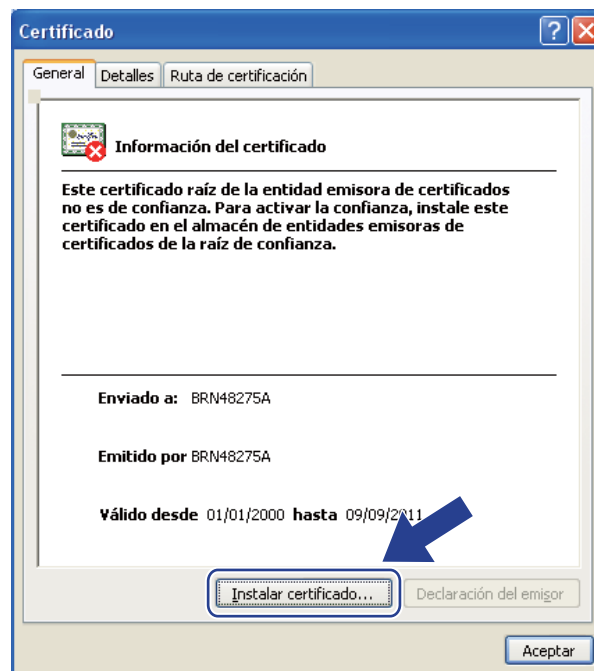 Certificado
General Detalles Ruta de certificación
Información del certificado
Este certificado raíz de la entidad emisora de certificados
no es de confianza. Para activar la confianza, instale este
certificado en el almacén de entidades emisoras de
certificados de la raíz de confianza.
Enviado a: BRN48275A
Emitido por BRN48275A
Válido desde 01/01/2000 hasta 09/09/2011
Instalar certificado... Declaración del emisor
Aceptar